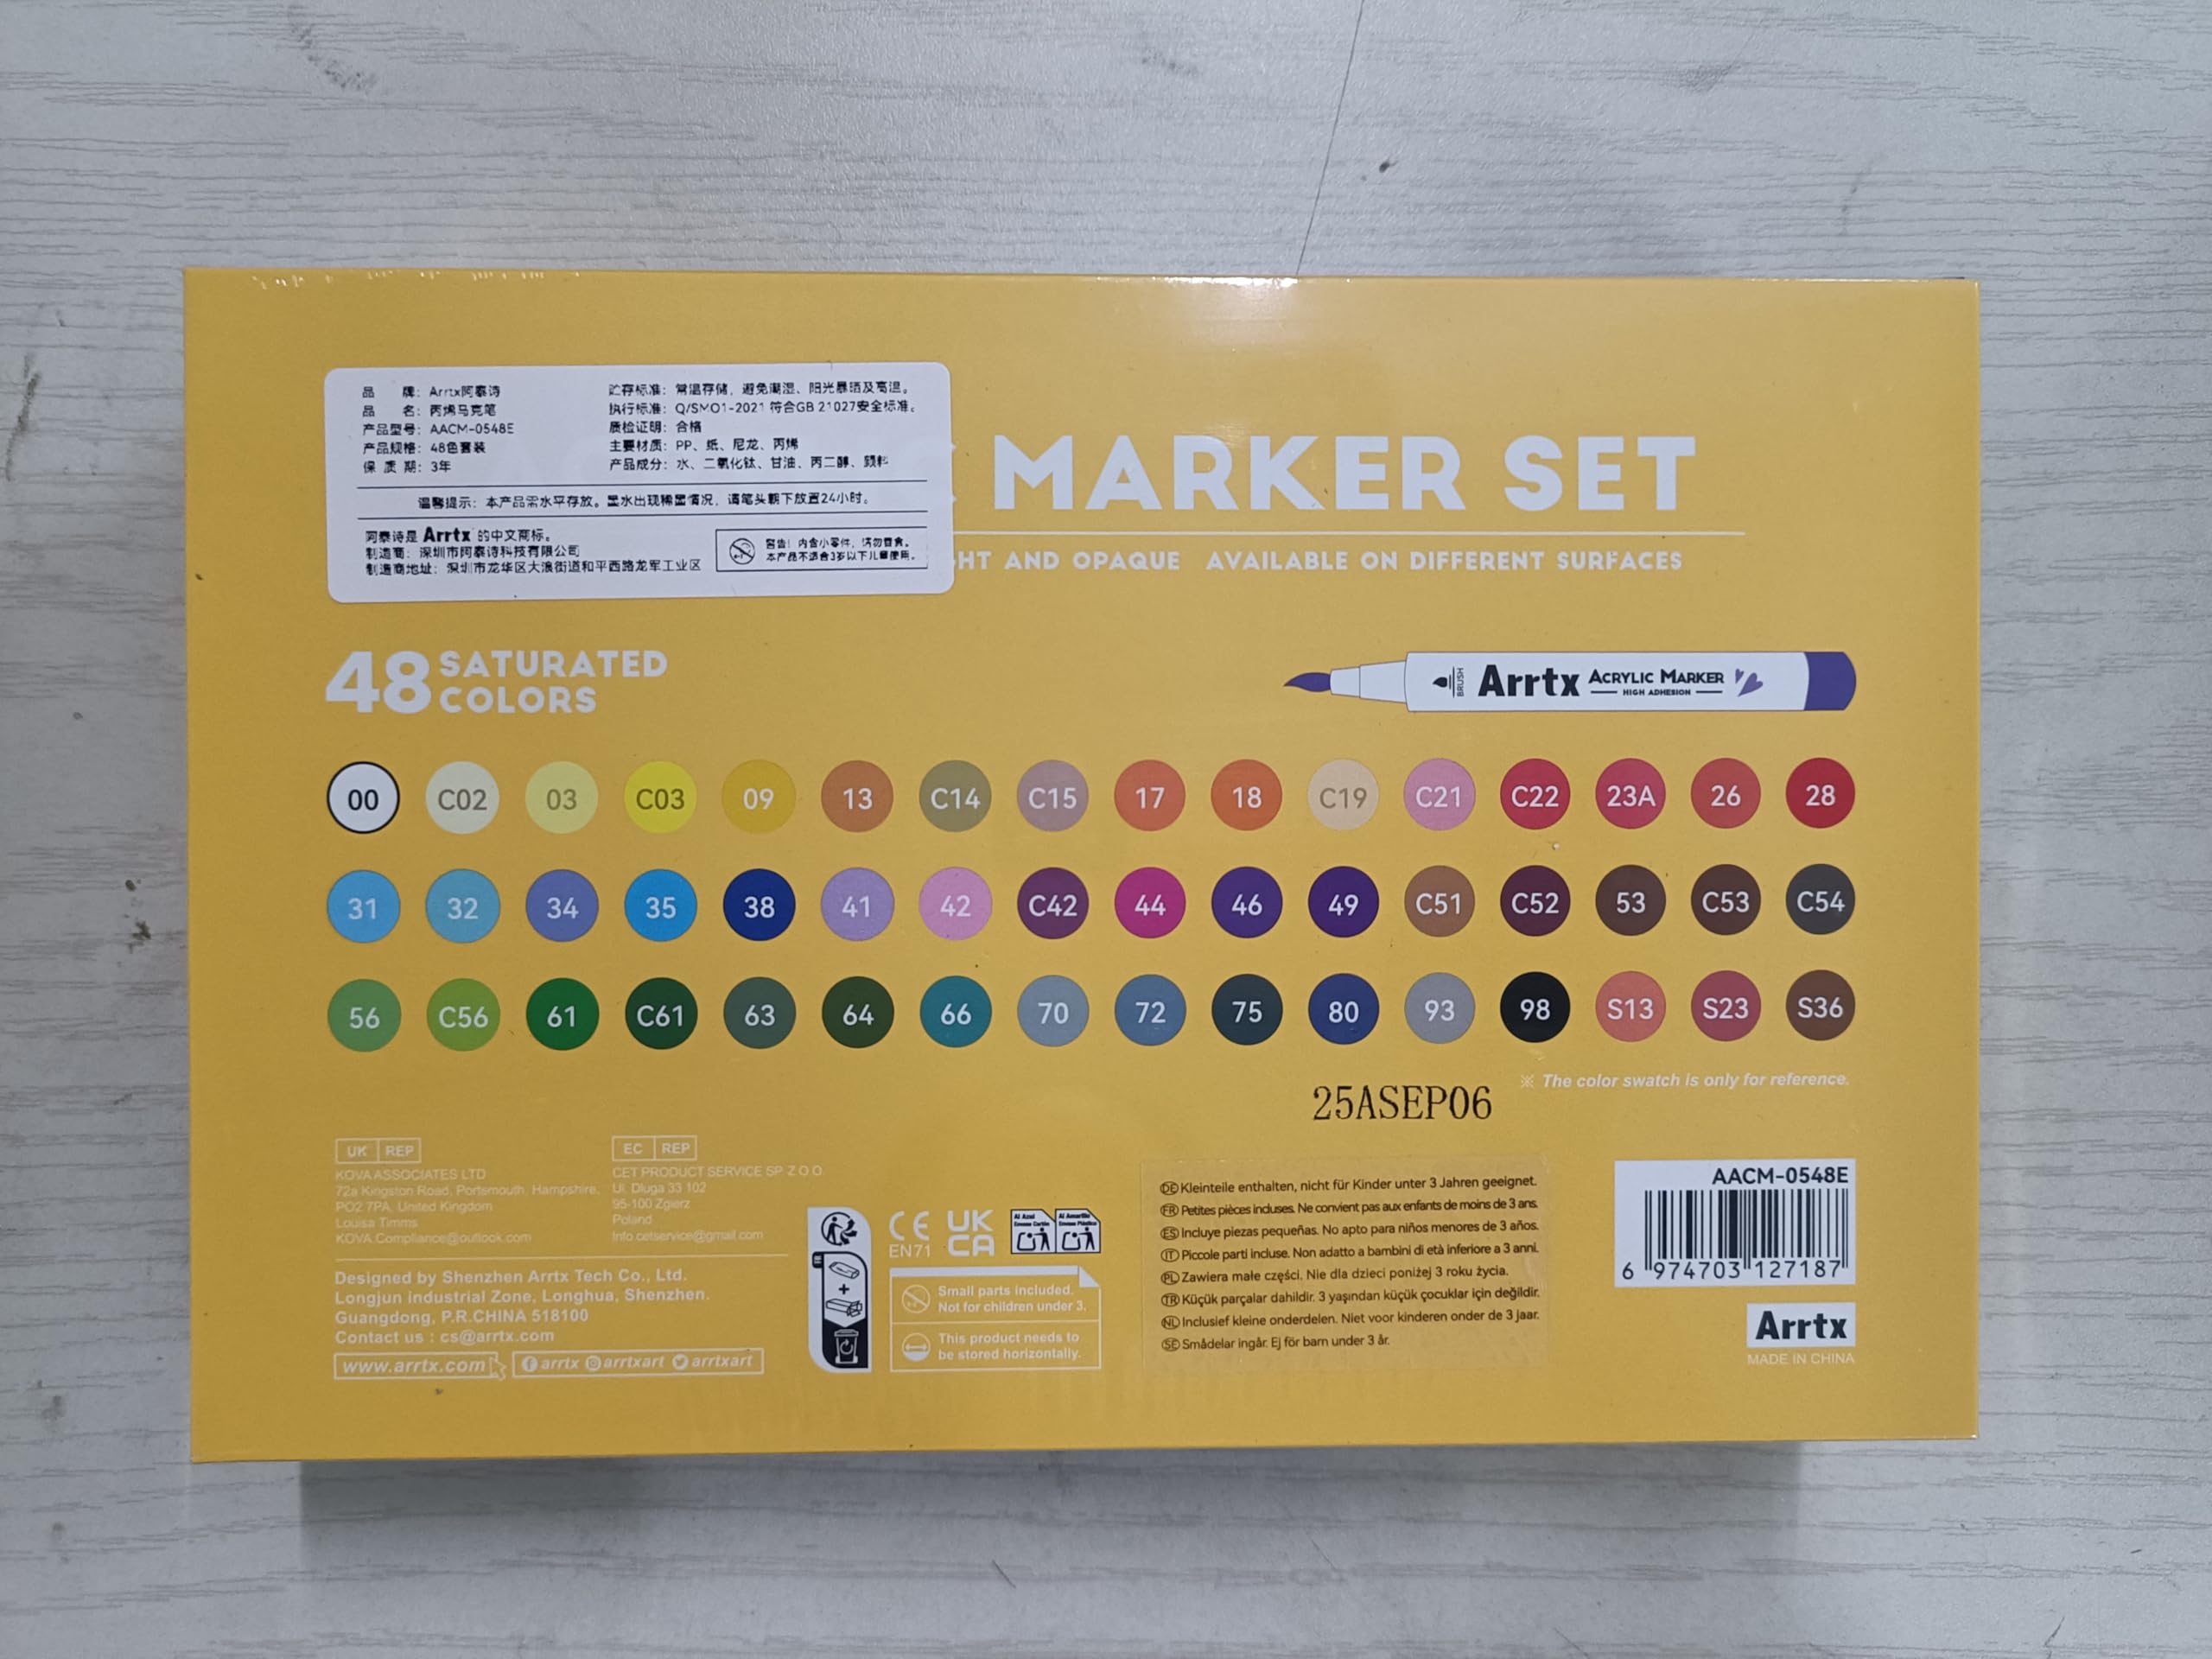 品 牌：Arrtx阿泰诗
品 名：丙烯马克笔
产品型号：AACM-0548E
产品规格：48色套装
保 质 期：3年
贮存标准：常温存储，避免潮湿、阳光暴晒及高温。
执行标准：Q/SMO1-2021 符合GB 21027安全标准。
质检证明：合格
主要材质：PP、纸、尼龙、丙烯
产品成分：水、二氧化钛、甘油、丙二醇、颜料
温馨提示：本产品需水平存放。墨水出现稀墨情况，请笔头朝下放置24小时。
阿泰诗是 Arrtx 的中文商标。
制造商：深圳市阿泰诗科技有限公司
制造商地址：深圳市龙华区大浪街道和平西路龙军工业区
警告！内含小零件，请勿吞食。
本产品不适合3岁以下儿童使用。
MARKER SET
HT AND OPAQUE AVAILABLE ON DIFFERENT SURFACES
48 SATURATED
COLORS
BRUSH Arrtx ACRYLIC MARKER
HIGH ADHESION
00 C02 03 C03 09 13 C14 C15 17 18 C19 C21 C22 23A 26 28
31 32 34 35 38 41 42 C42 44 46 49 C51 C52 53 C53 C54
56 C56 61 C61 63 64 66 70 72 75 80 93 98 S13 S23 S36
※ The color swatch is only for reference.
25ASEP06
UK REP
KOVA ASSOCIATES LTD
72a Kingston Road, Portsmouth, Hampshire,
PO2 7PA, United Kingdom
Louisa Timms
KOVA.Compliance@outlook.com
EC REP
CET PRODUCT SERVICE SP. Z O.O.
Ul. Dluga 33 102
95-100 Zgierz
Poland
Info.cetservice@gmail.com
Designed by Shenzhen Arrtx Tech Co., Ltd.
Longjun industrial Zone, Longhua, Shenzhen.
Guangdong, P.R.CHINA 518100
Contact us : cs@arrtx.com
www.arrtx.com
arrtx arrtxart arrtxart
CE
EN71
UK
CA
Al Azul
Envase Cartón
Al Amarillo
Envase Plástico
Small parts included.
Not for children under 3.
This product needs to
be stored horizontally.
DE Kleinteile enthalten, nicht für Kinder unter 3 Jahren geeignet.
FR Petites pièces incluses. Ne convient pas aux enfants de moins de 3 ans.
ES Incluye piezas pequeñas. No apto para niños menores de 3 años.
IT Piccole parti incluse. Non adatto a bambini di età inferiore a 3 anni.
PL Zawiera małe części. Nie dla dzieci poniżej 3 roku życia.
TR Küçük parçalar dahildir. 3 yaşından küçük çocuklar için değildir.
NL Inclusief kleine onderdelen. Niet voor kinderen onder de 3 jaar.
SE Smådelar ingår. Ej för barn under 3 år.
AACM-0548E
6 974703 127187
Arrtx
MADE IN CHINA